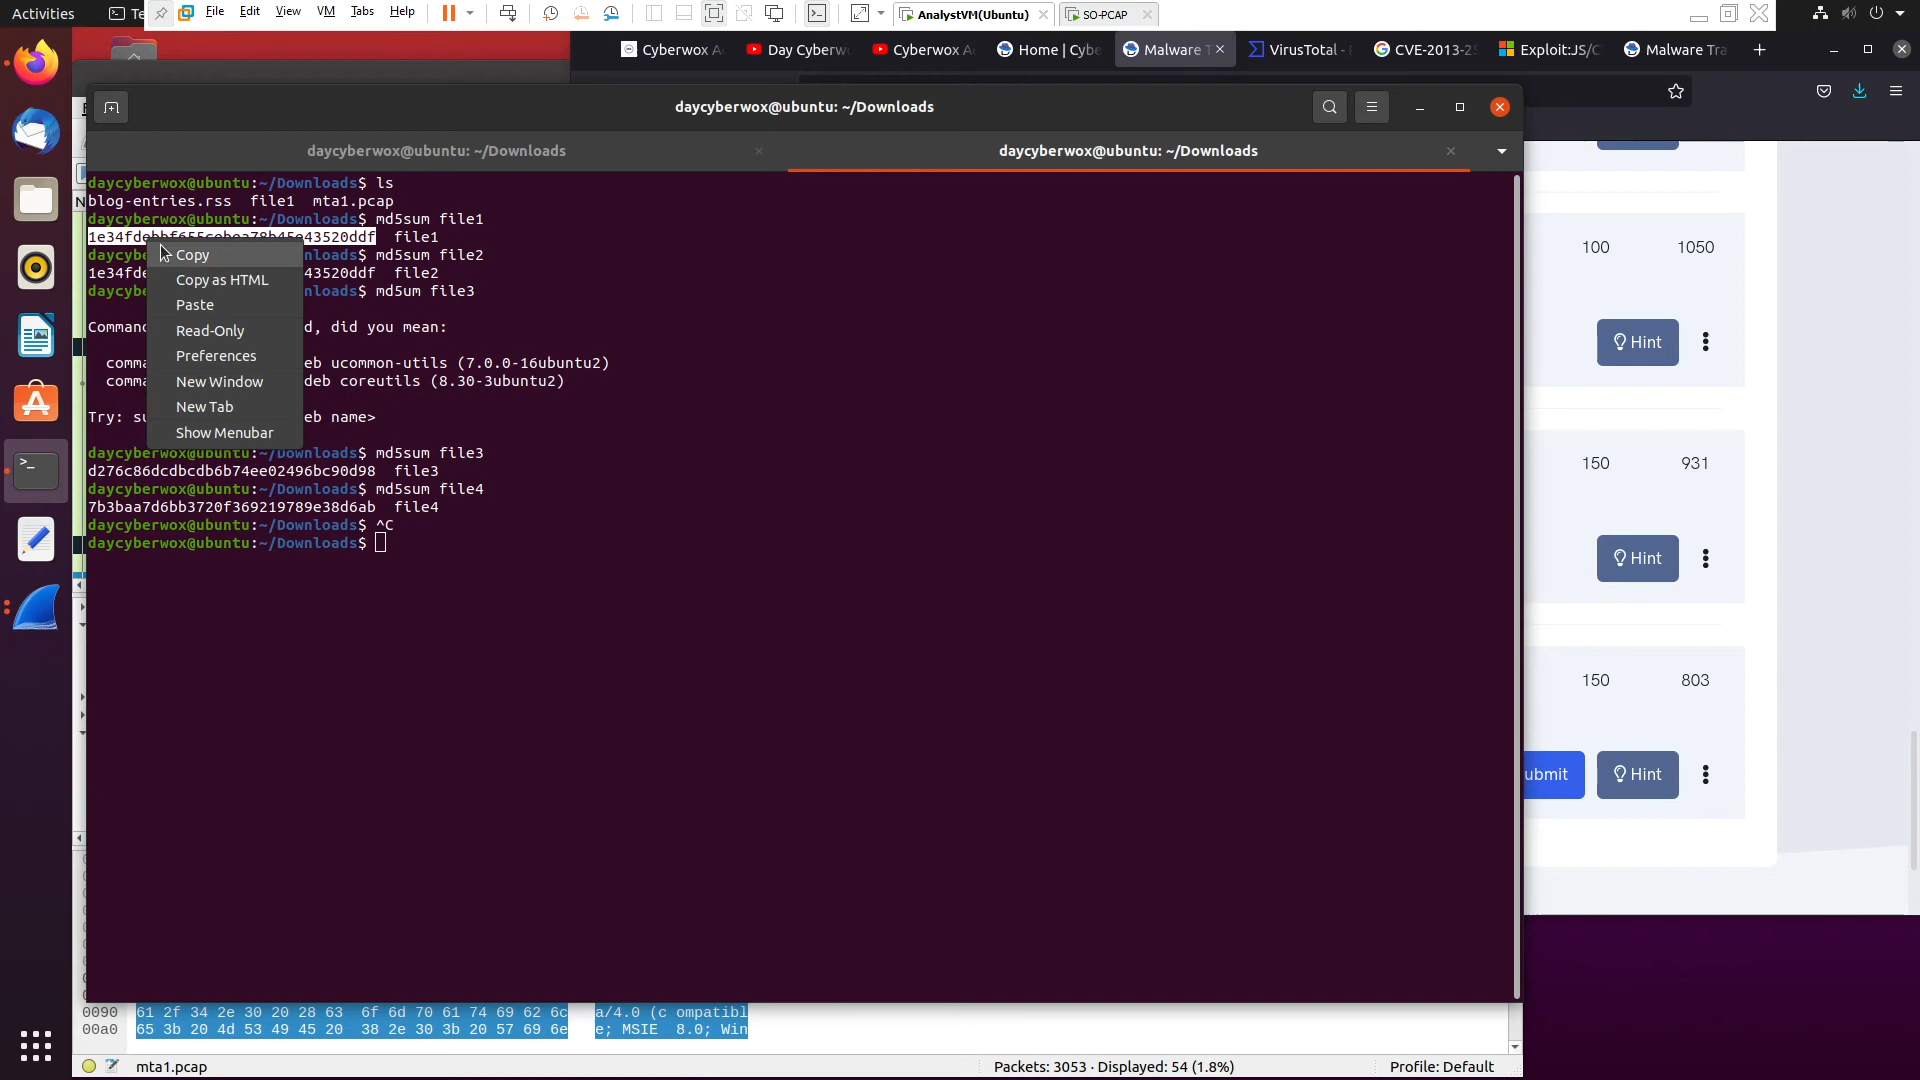 Activities
Te
File Edit View VM Tabs Help
AnalystVM(Ubuntu)
SO-PCAP
Cyberwox A
Day Cyberw
Cyberwox A
Home | Cybe
Malware T
VirusTotal -
CVE-2013-2
Exploit:JS/C
Malware Tra
daycyberwox@ubuntu: ~/Downloads
daycyberwox@ubuntu: ~/Downloads
daycyberwox@ubuntu: ~/Downloads
daycyberwox@ubuntu:~/Downloads$ ls
blog-entries.rss file1 mta1.pcap
daycyberwox@ubuntu:~/Downloads$ md5sum file1
file1
daycybe nloads$ md5sum file2
1e34fde 43520ddf file2
daycybe nloads$ md5um file3
Comman d, did you mean:
comma eb ucommon-utils (7.0.0-16ubuntu2)
comma deb coreutils (8.30-3ubuntu2)
Try: su eb name>
daycyberwox@ubuntu:~/Downloads$ md5sum file3
d276c86dcdbcdb6b74ee02496bc90d98 file3
daycyberwox@ubuntu:~/Downloads$ md5sum file4
7b3baa7d6bb3720f369219789e38d6ab file4
daycyberwox@ubuntu:~/Downloads$ ^C
daycyberwox@ubuntu:~/Downloads$
Copy
Copy as HTML
Paste
Read-Only
Preferences
New Window
New Tab
Show Menubar
100 1050
Hint
150 931
Hint
150 803
ubmit
Hint
0090 61 2f 34 2e 30 20 28 63 6f 6d 70 61 74 69 62 6c a/4.0 (c ompatibl
00a0 65 3b 20 4d 53 49 45 20 38 2e 30 3b 20 57 69 6e e; MSIE 8.0; Win
mta1.pcap
Packets: 3053 · Displayed: 54 (1.8%)
Profile: Default